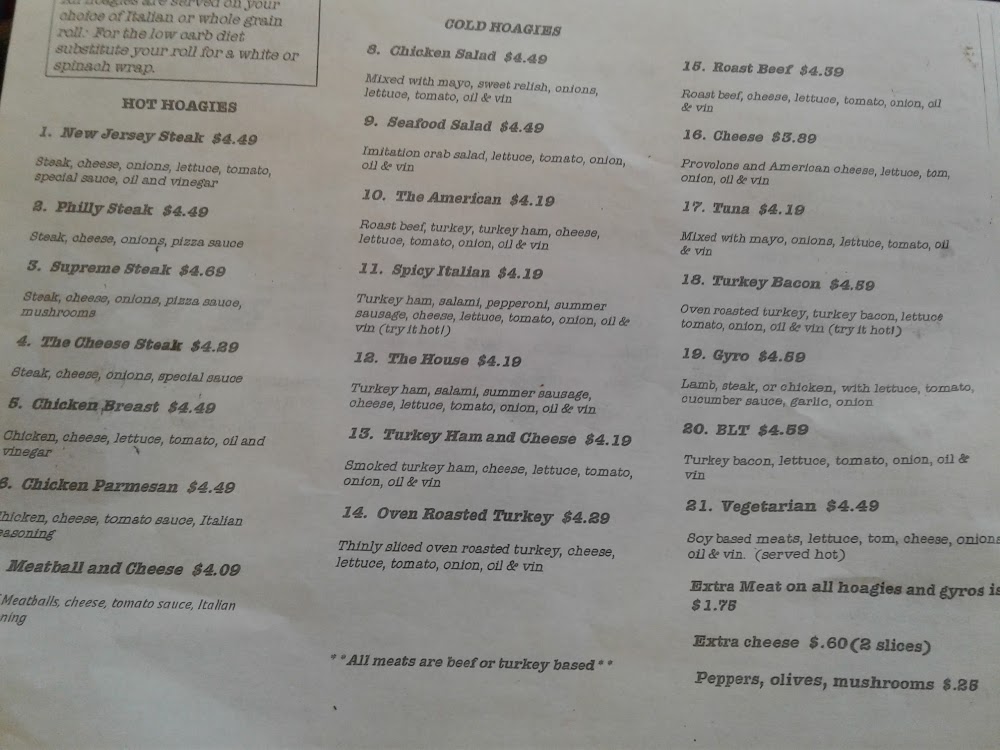 All hoagies are served on your
choice of Italian or whole grain
roll. For the low carb diet
substitute your roll for a white or
spinach wrap.
HOT HOAGIES
1. New Jersey Steak $4.49
Steak, cheese, onions, lettuce, tomato,
special sauce, oil and vinegar
2. Philly Steak $4.49
Steak, cheese, onions, pizza sauce
3. Supreme Steak $4.69
Steak, cheese, onions, pizza sauce,
mushrooms
4. The Cheese Steak $4.29
Steak, cheese, onions, special sauce
5. Chicken Breast $4.49
Chicken, cheese, lettuce, tomato, oil and
vinegar
6. Chicken Parmesan $4.49
hicken, cheese, tomato sauce, Italian
easoning
Meatball and Cheese $4.09
Meatballs, cheese, tomato sauce, Italian
ning
COLD HOAGIES
8. Chicken Salad $4.49
Mixed with mayo, sweet relish, onions,
lettuce, tomato, oil & vin
9. Seafood Salad $4.49
Imitation crab salad, lettuce, tomato, onion,
oil & vin
10. The American $4.19
Roast beef, turkey, turkey ham, cheese,
lettuce, tomato, onion, oil & vin
11. Spicy Italian $4.19
Turkey ham, salami, pepperoni, summer
sausage, cheese, lettuce, tomato, onion, oil &
vin (try it hot!)
12. The House $4.19
Turkey ham, salami, summer sausage,
cheese, lettuce, tomato, onion, oil & vin
13. Turkey Ham and Cheese $4.19
Smoked turkey ham, cheese, lettuce, tomato,
onion, oil & vin
14. Oven Roasted Turkey $4.29
Thinly sliced oven roasted turkey, cheese,
lettuce, tomato, onion, oil & vin
**All meats are beef or turkey based**
15. Roast Beef $4.59
Roast beef, cheese, lettuce, tomato, onion, oil
& vin
16. Cheese $3.89
Provolone and American cheese, lettuce, tom,
onion, oil & vin
17. Tuna $4.19
Mixed with mayo, onions, lettuce, tomato, oil
& vin
18. Turkey Bacon $4.59
Oven roasted turkey, turkey bacon, lettuce
tomato, onion, oil & vin (try it hot!)
19. Gyro $4.59
Lamb, steak, or chicken, with lettuce, tomato,
cucumber sauce, garlic, onion
20. BLT $4.59
Turkey bacon, lettuce, tomato, onion, oil &
vin
21. Vegetarian $4.49
Soy based meats, lettuce, tom, cheese, onions
oil & vin. (served hot)
Extra Meat on all hoagies and gyros is
$1.75
Extra cheese $.60(2 slices)
Peppers, olives, mushrooms $.25